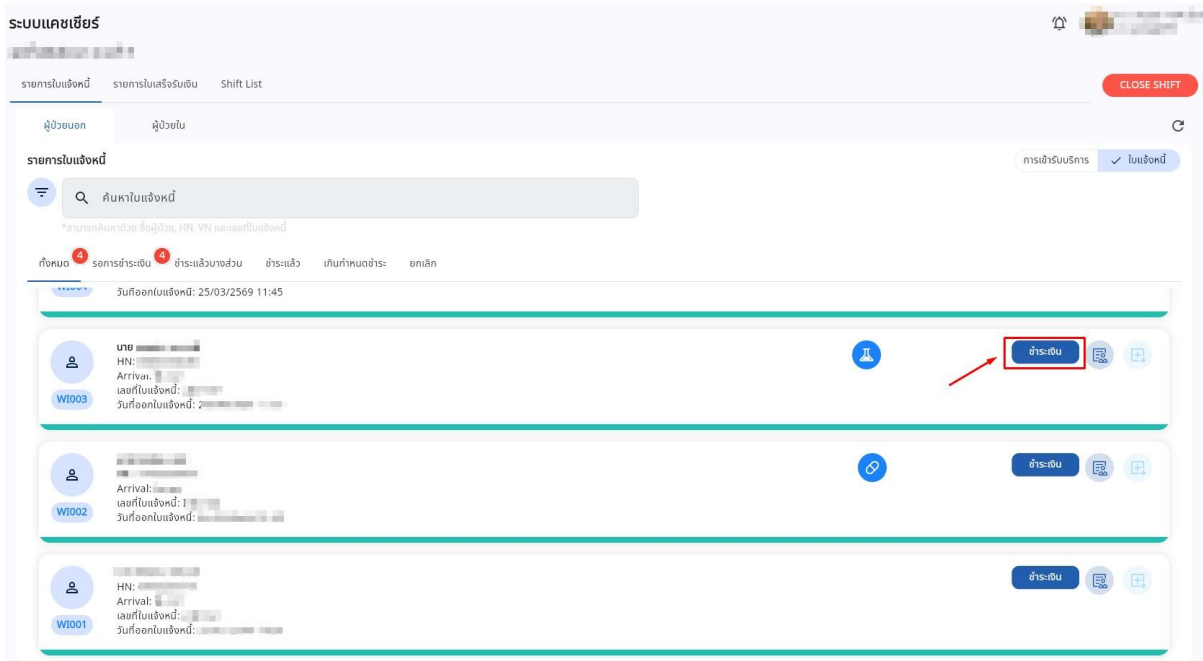 ระบบแคชเชียร์
รายการใบแจ้งหนี้ รายการใบเสร็จรับเงิน Shift List
CLOSE SHIFT
ผู้ป่วยนอก ผู้ป่วยใน
รายการใบแจ้งหนี้
การเข้ารับบริการ ใบแจ้งหนี้
ค้นหาใบแจ้งหนี้
*สามารถค้นหาด้วย ชื่อผู้ป่วย, HN, VN และเลขที่ใบแจ้งหนี้
ทั้งหมด 4 รอการชำระเงิน 4 ชำระแล้วบางส่วน ชำระแล้ว เกินกำหนดชำระ ยกเลิก
WI004
วันที่ออกใบแจ้งหนี้: 25/03/2569 11:45
นาย
HN:
Arrival:
เลขที่ใบแจ้งหนี้:
วันที่ออกใบแจ้งหนี้:
WI003
ชำระเงิน
Arrival:
เลขที่ใบแจ้งหนี้:
วันที่ออกใบแจ้งหนี้:
WI002
ชำระเงิน
HN:
Arrival:
เลขที่ใบแจ้งหนี้:
วันที่ออกใบแจ้งหนี้:
WI001
ชำระเงิน